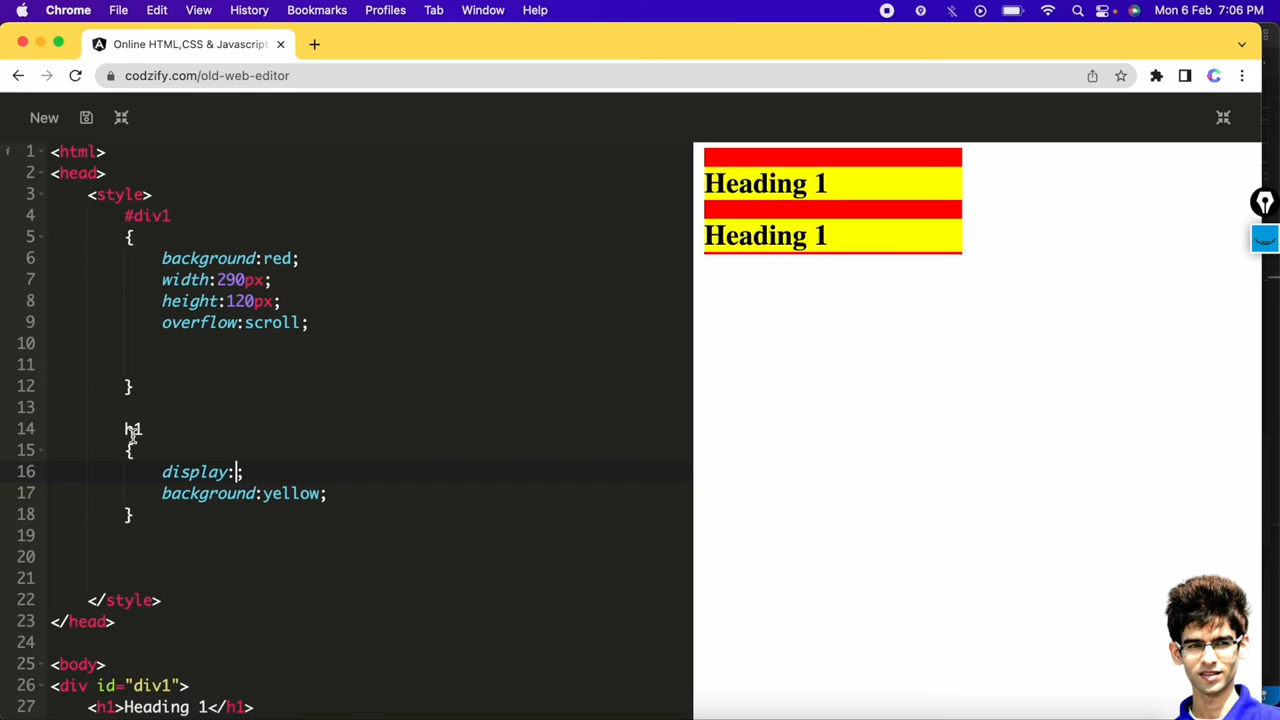 Chrome File Edit View History Bookmarks Profiles Tab Window Help Mon 6 Feb 7:06 PM
Online HTML,CSS & Javascript
codzify.com/old-web-editor
New
1 <html>
2 <head>
3 <style>
4 #div1
5 {
6 background:red;
7 width:290px;
8 height:120px;
9 overflow:scroll;
10
11
12 }
13
14 h1
15 {
16 display:;
17 background:yellow;
18 }
19
20
21
22 </style>
23 </head>
24
25 <body>
26 <div id="div1">
27 <h1>Heading 1</h1>
Heading 1
Heading 1